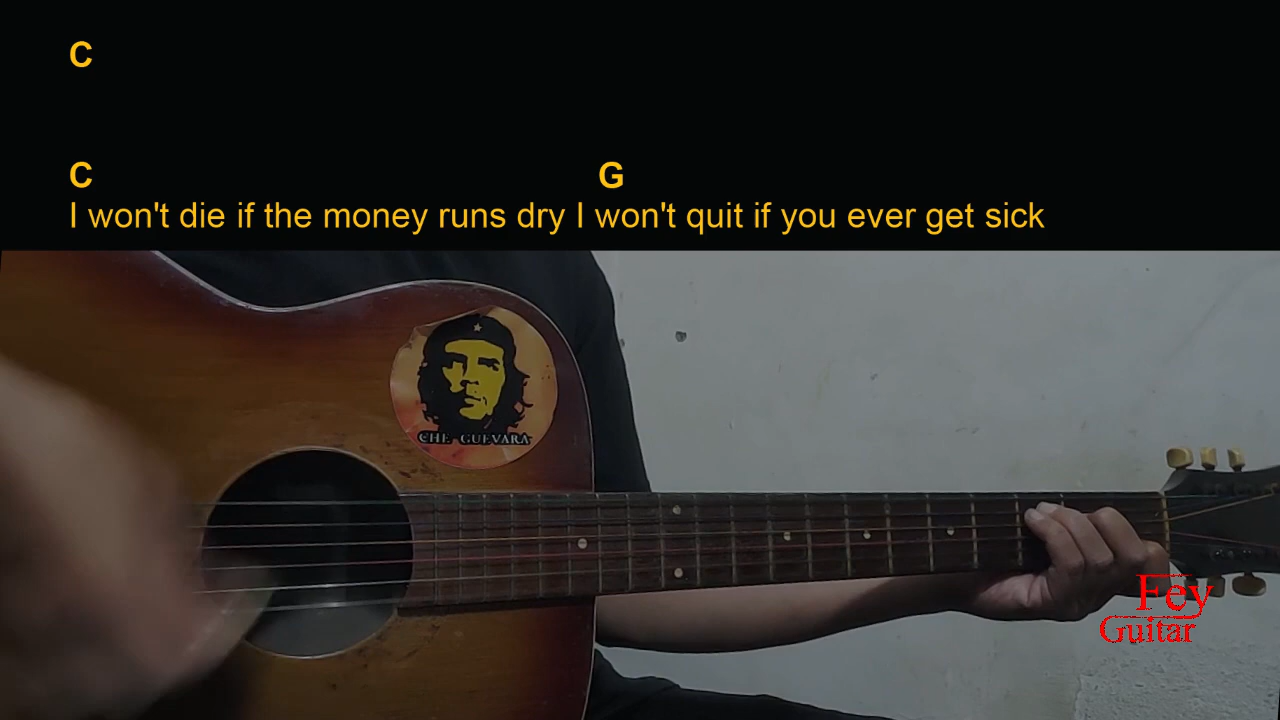 C
C G
I won't die if the money runs dry I won't quit if you ever get sick
CHE GUEVARA
Fey
Guitar